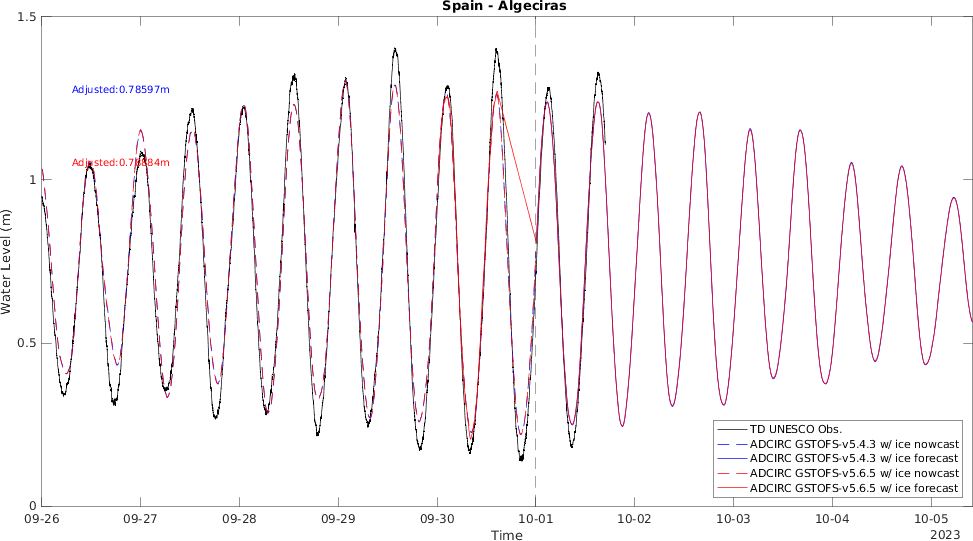 Spain - Algeciras
1.5
Adjusted:0.78597m
1
Water Level (m)
0.5
TD UNESCO Obs.
ADCIRC GSTOFS-v5.4.3 w/ ice nowcast
ADCIRC GSTOFS-v5.4.3 w/ ice forecast
ADCIRC GSTOFS-v5.6.5 w/ ice nowcast
ADCIRC GSTOFS-v5.6.5 w/ ice forecast
0
09-26 09-27 09-28 09-29 09-30 10-01 10-02 10-03 10-04 10-05
Time
2023